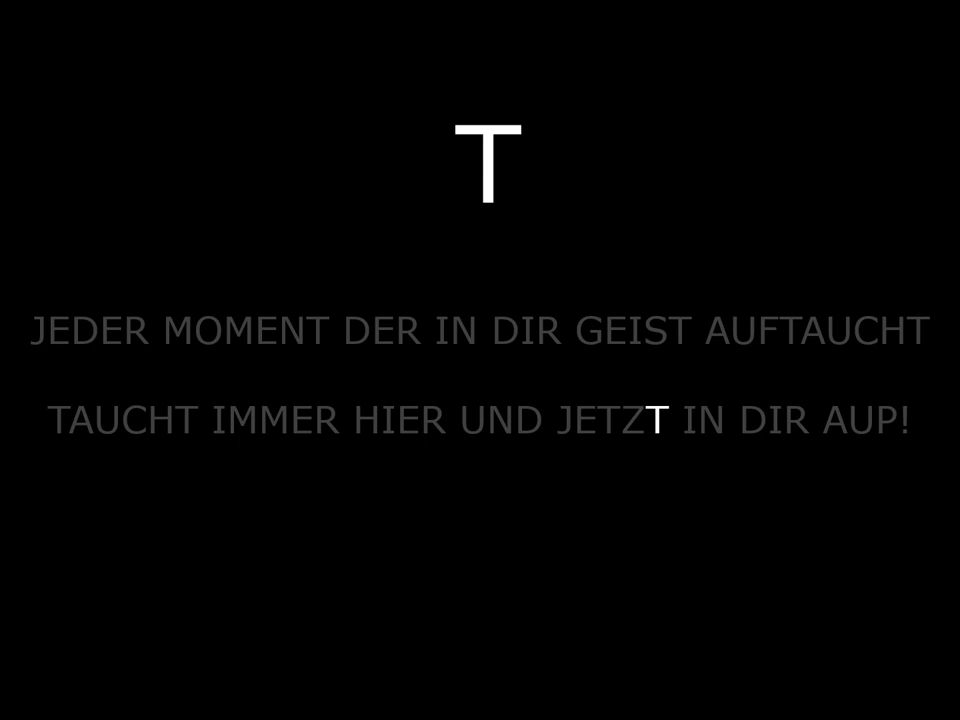 T
JEDER MOMENT DER IN DIR GEIST AUFTAUCHT
TAUCHT IMMER HIER UND JETZT IN DIR AUP!